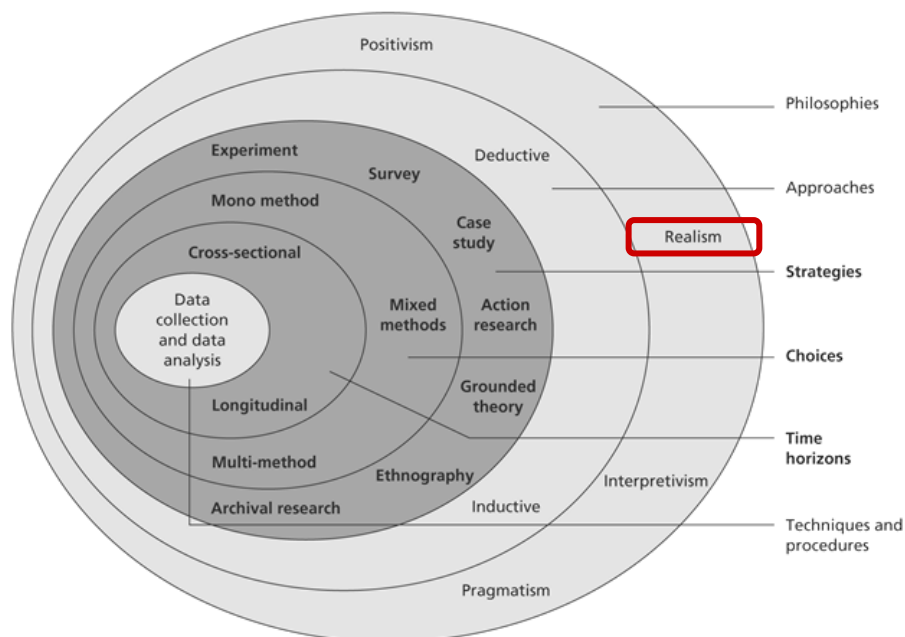 Positivism
Philosophies
Experiment
Deductive
Survey
Approaches
Mono method
Case
study
Realism
Cross-sectional
Strategies
Data
collection
and data
analysis
Mixed
methods
Action
research
Choices
Grounded
theory
Longitudinal
Time
horizons
Multi-method
Ethnography
Interpretivism
Archival research
Inductive
Techniques and
procedures
Pragmatism